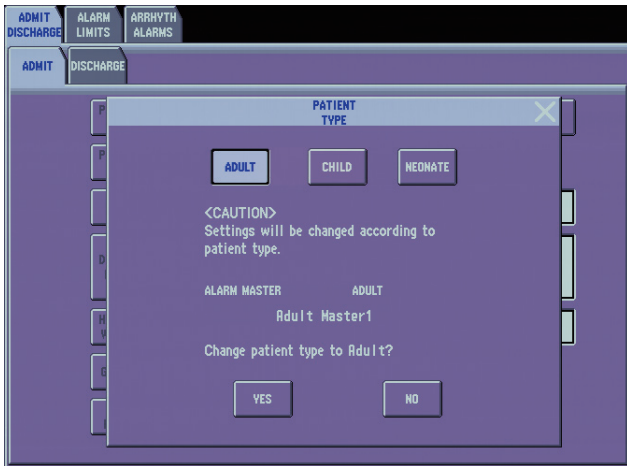 ADMIT
DISCHARGE
ALARM
LIMITS
ARRHYTH
ALARMS
ADMIT
DISCHARGE
PATIENT
TYPE
ADULT
CHILD
NEONATE
<CAUTION>
Settings will be changed according to
patient type.
ALARM MASTER ADULT
Adult Master1
Change patient type to Adult?
YES
NO